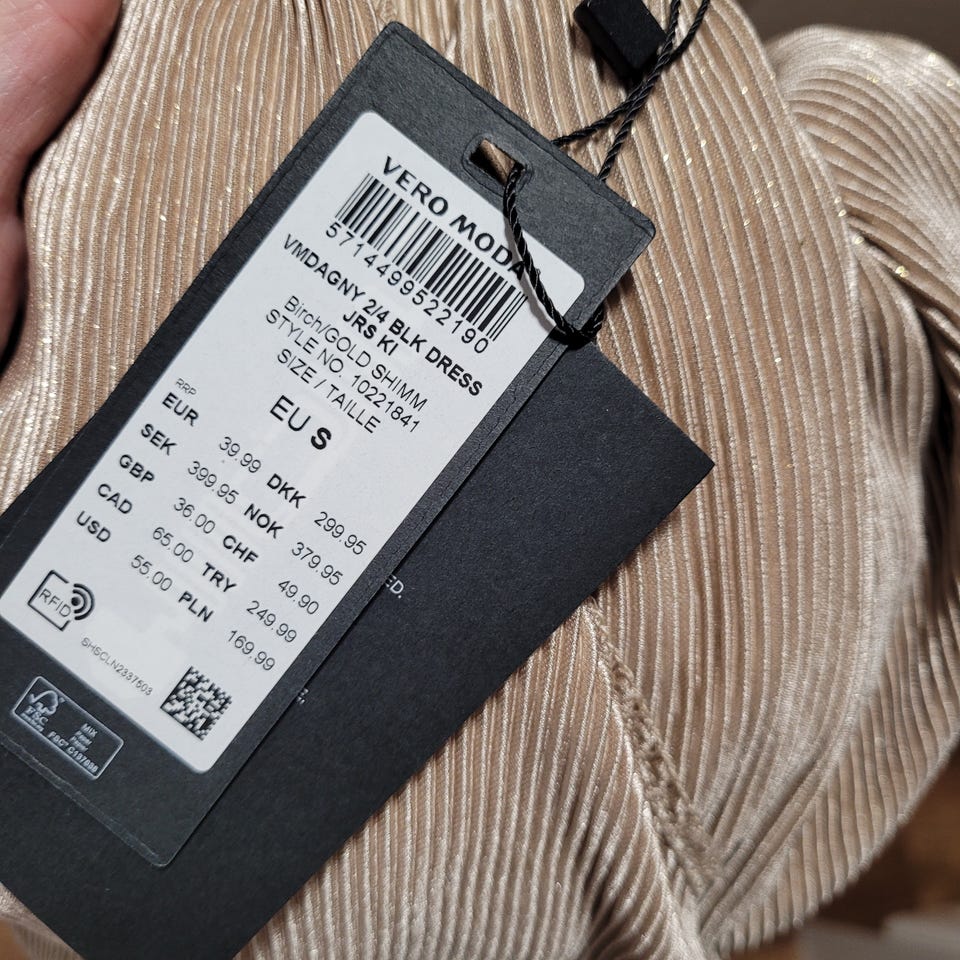 VERO MODA
5714499522190
VMDAGNY 2/4 BLK DRESS
JRS KI
Birch/GOLD SHIMM
STYLE NO. 10221841
SIZE / TAILLE
EU S
RRP
EUR 39.99 DKK 299.95
SEK 399.95 NOK 379.95
GBP 36.00 CHF 49.90
CAD 65.00 TRY 249.99
USD 55.00 PLN 169.99
RFID
SHSCLN2337503
FSC
MIX
ED.